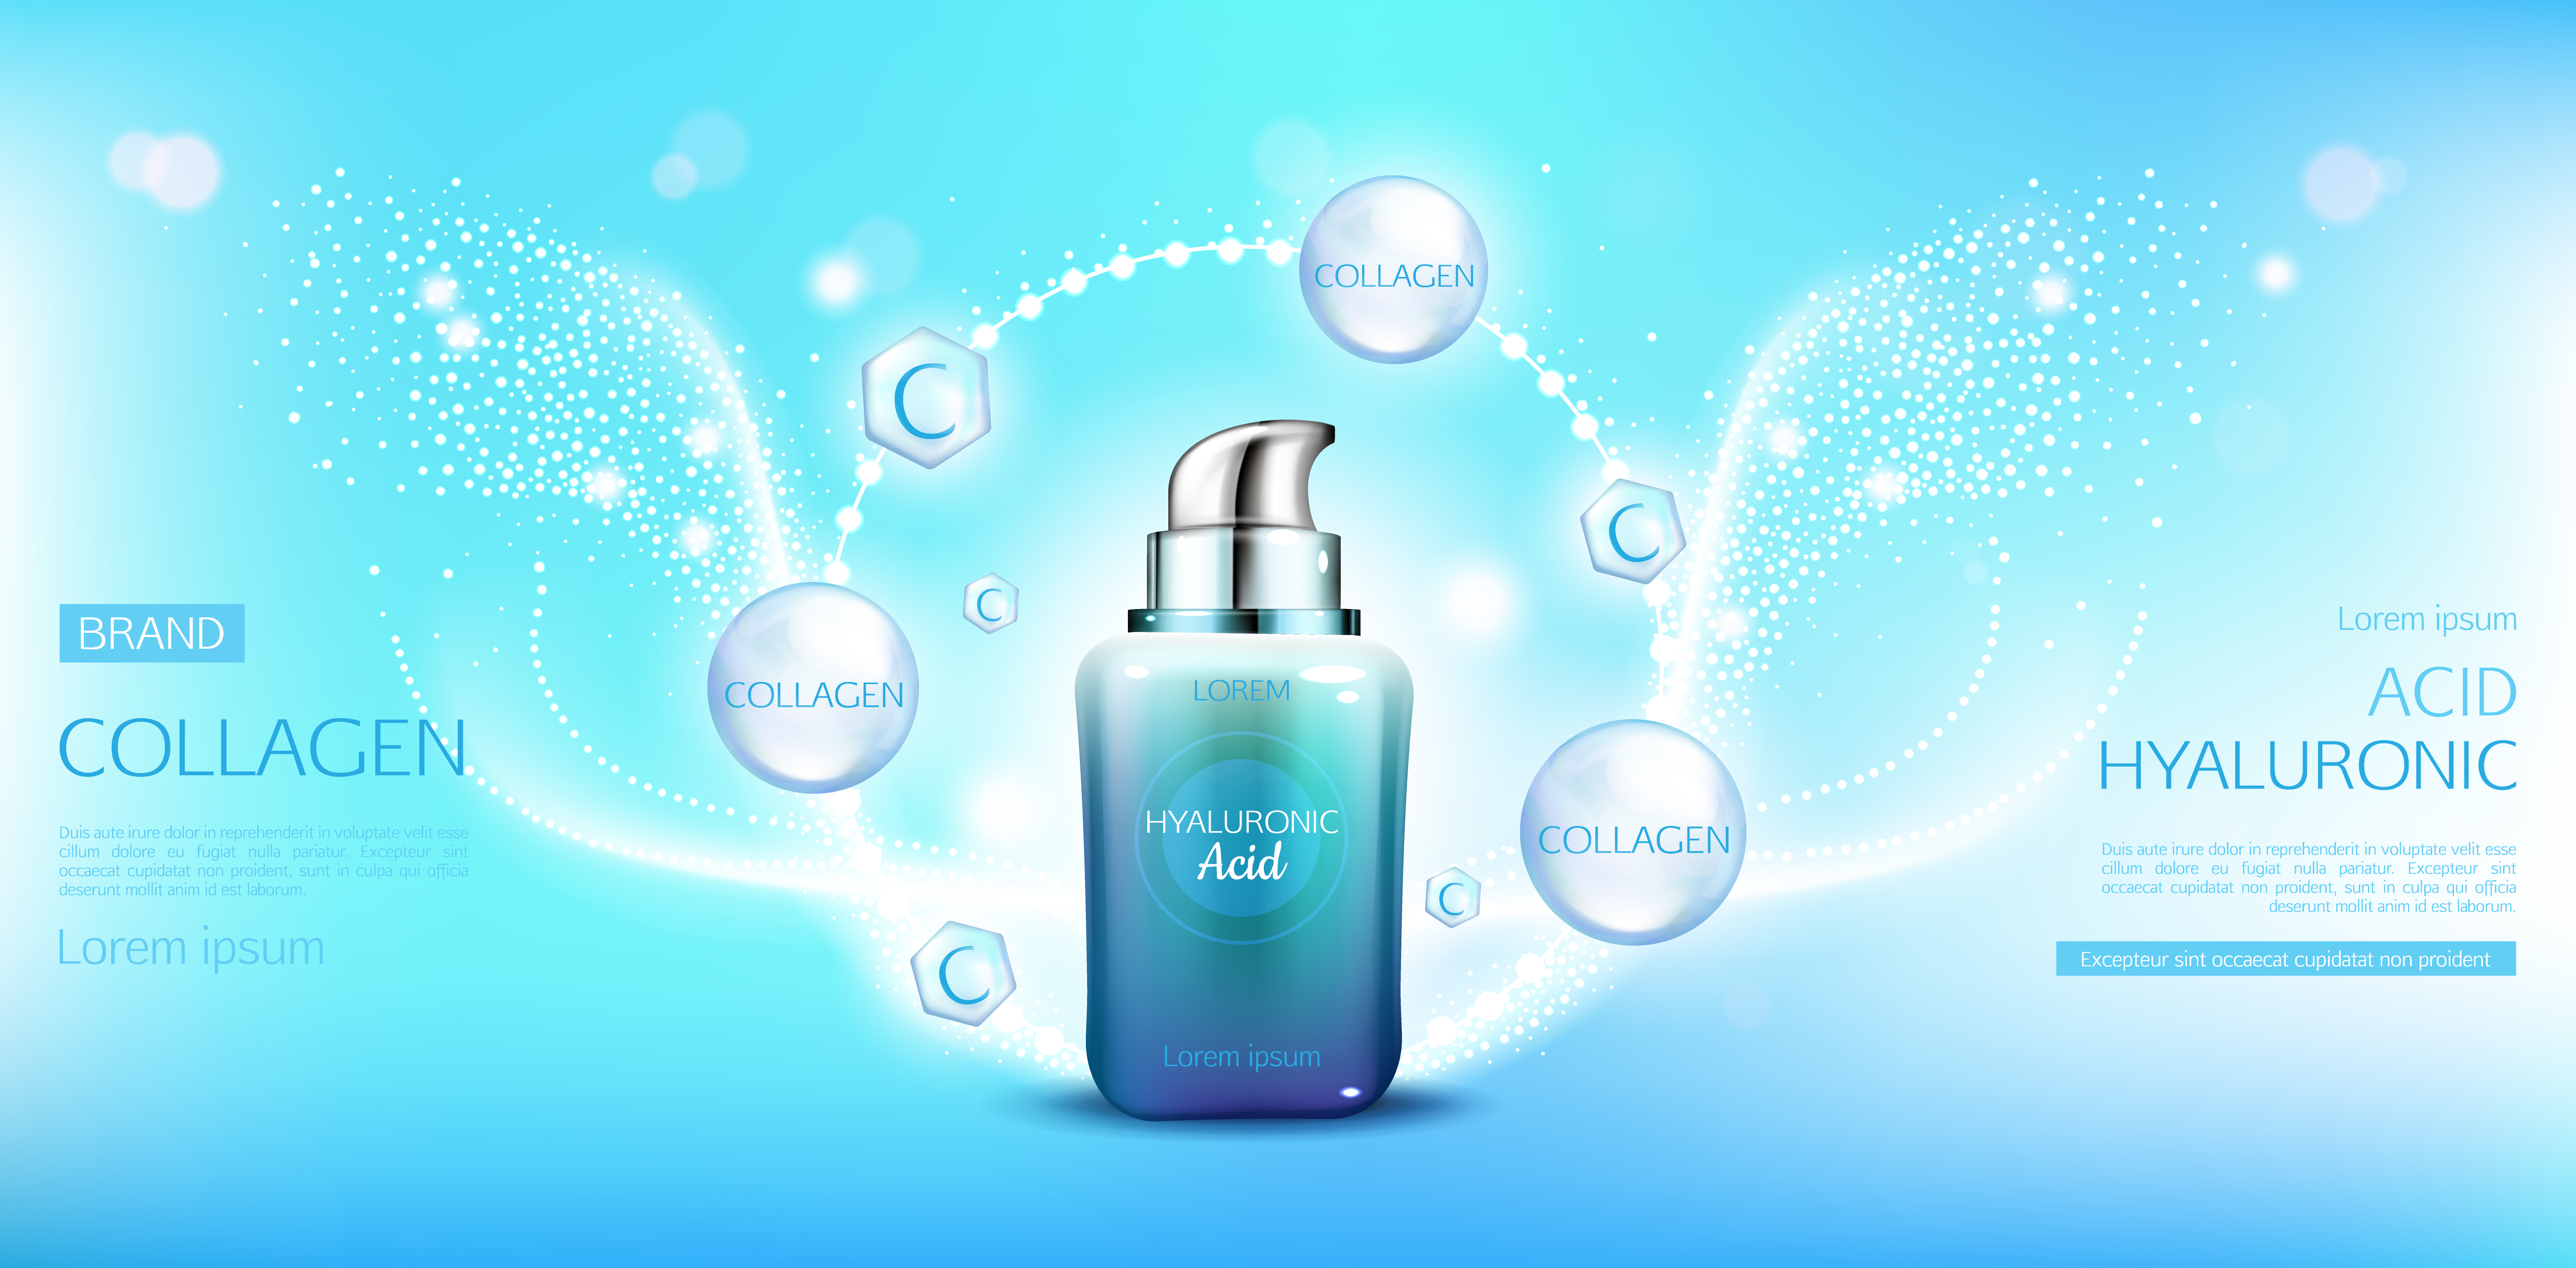 BRAND
COLLAGEN
Duis aute irure dolor in reprehenderit in voluptate velit esse
cillum dolore eu fugiat nulla pariatur. Excepteur sint
occaecat cupidatat non proident, sunt in culpa qui officia
deserunt mollit anim id est laborum.
Lorem ipsum
COLLAGEN
C
C
COLLAGEN
C
COLLAGEN
C
C
LOREM
HYALURONIC
Acid
Lorem ipsum
Lorem ipsum
ACID
HYALURONIC
Duis aute irure dolor in reprehenderit in voluptate velit esse
cillum dolore eu fugiat nulla pariatur. Excepteur sint
occaecat cupidatat non proident, sunt in culpa qui officia
deserunt mollit anim id est laborum.
Excepteur sint occaecat cupidatat non proident